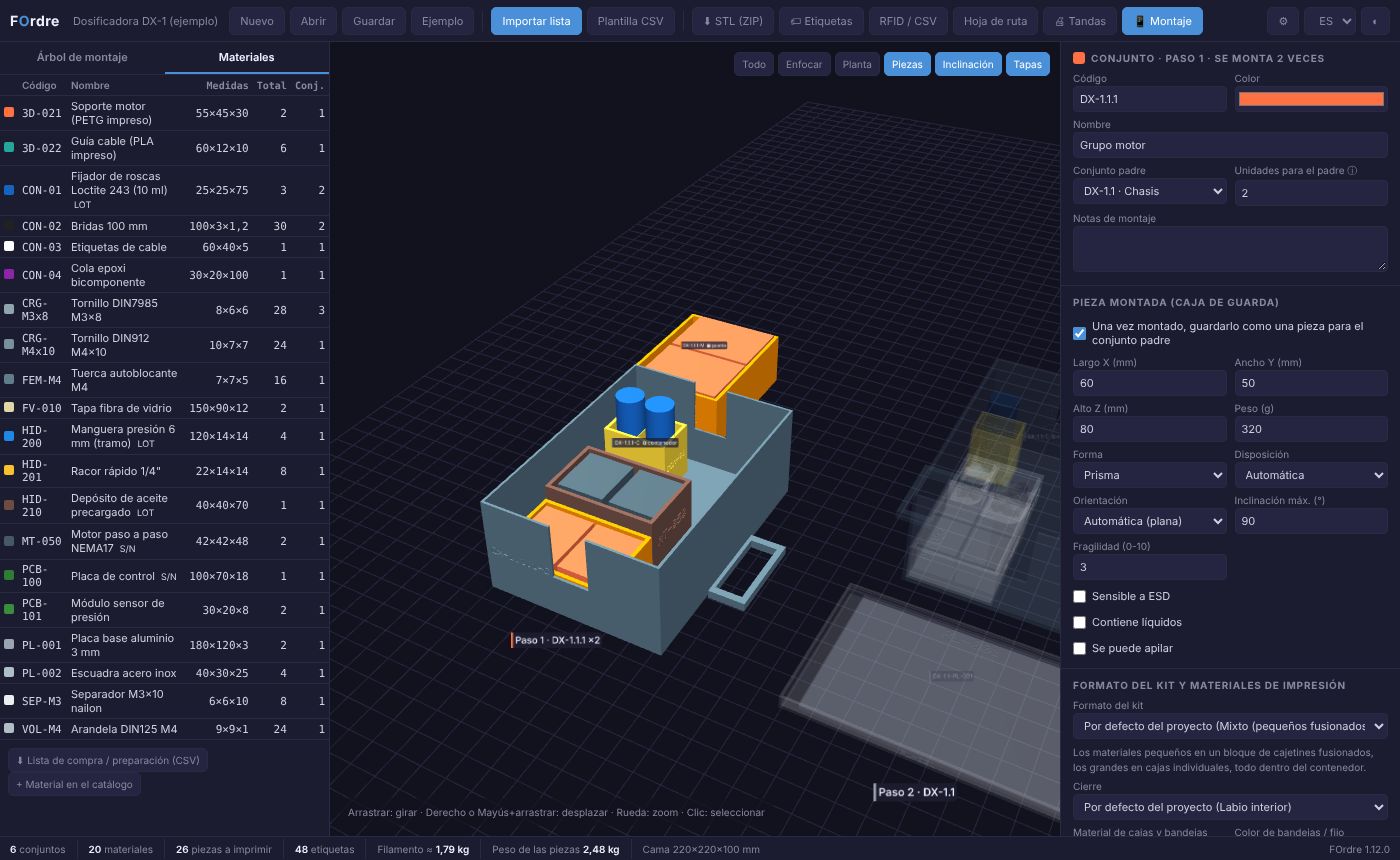 FOrdre Dosificadora DX-1 (ejemplo) Nuevo Abrir Guardar Ejemplo Importar lista Plantilla CSV ⬇ STL (ZIP) 🏷 Etiquetas RFID / CSV Hoja de ruta 🖨 Tandas 📱 Montaje ⚙ ES
Árbol de montaje Materiales
Código Nombre Medidas Total Conj.
3D-021 Soporte motor (PETG impreso) 55×45×30 2 1
3D-022 Guía cable (PLA impreso) 60×12×10 6 1
CON-01 Fijador de roscas Loctite 243 (10 ml) LOT 25×25×75 3 2
CON-02 Bridas 100 mm 100×3×1,2 30 2
CON-03 Etiquetas de cable 60×40×5 1 1
CON-04 Cola epoxi bicomponente 30×20×100 1 1
CRG-M3x8 Tornillo DIN7985 M3×8 8×6×6 28 3
CRG-M4x10 Tornillo DIN912 M4×10 10×7×7 24 1
FEM-M4 Tuerca autoblocante M4 7×7×5 16 1
FV-010 Tapa fibra de vidrio 150×90×12 2 1
HID-200 Manguera presión 6 mm (tramo) LOT 120×14×14 4 1
HID-201 Racor rápido 1/4" 22×14×14 8 1
HID-210 Depósito de aceite precargado LOT 40×40×70 1 1
MT-050 Motor paso a paso NEMA17 S/N 42×42×48 2 1
PCB-100 Placa de control S/N 100×70×18 1 1
PCB-101 Módulo sensor de presión 30×20×8 2 1
PL-001 Placa base aluminio 3 mm 180×120×3 2 1
PL-002 Escuadra acero inox 40×30×25 4 1
SEP-M3 Separador M3×10 nailon 6×6×10 8 1
VOL-M4 Arandela DIN125 M4 9×9×1 24 1
⬇ Lista de compra / preparación (CSV)
+ Material en el catálogo
Todo Enfocar Planta Piezas Inclinación Tapas
Paso 1 · DX-1.1.1 ×2
Paso 2 · DX-1.1
Arrastrar: girar · Derecho o Mayús+arrastrar: desplazar · Rueda: zoom · Clic: seleccionar
CONJUNTO · PASO 1 · SE MONTA 2 VECES
Código Color
DX-1.1.1
Nombre
Grupo motor
Conjunto padre Unidades para el padre ⓘ
DX-1.1 · Chasis 2
Notas de montaje
PIEZA MONTADA (CAJA DE GUARDA)
Una vez montado, guardarlo como una pieza para el
conjunto padre
Largo X (mm) Ancho Y (mm)
60 50
Alto Z (mm) Peso (g)
80 320
Forma Disposición
Prisma Automática
Orientación Inclinación máx. (°)
Automática (plana) 90
Fragilidad (0-10)
3
Sensible a ESD
Contiene líquidos
Se puede apilar
FORMATO DEL KIT Y MATERIALES DE IMPRESIÓN
Formato del kit
Por defecto del proyecto (Mixto (pequeños fusionados
Los materiales pequeños en un bloque de cajetines fusionados,
los grandes en cajas individuales, todo dentro del contenedor.
Cierre
Por defecto del proyecto (Labio interior)
Material de cajas y bandejas Color de bandejas / fijo
6 conjuntos 20 materiales 26 piezas a imprimir 48 etiquetas Filamento ≈ 1,79 kg Peso de las piezas 2,48 kg Cama 220×220×100 mm FOrdre 1.12.0